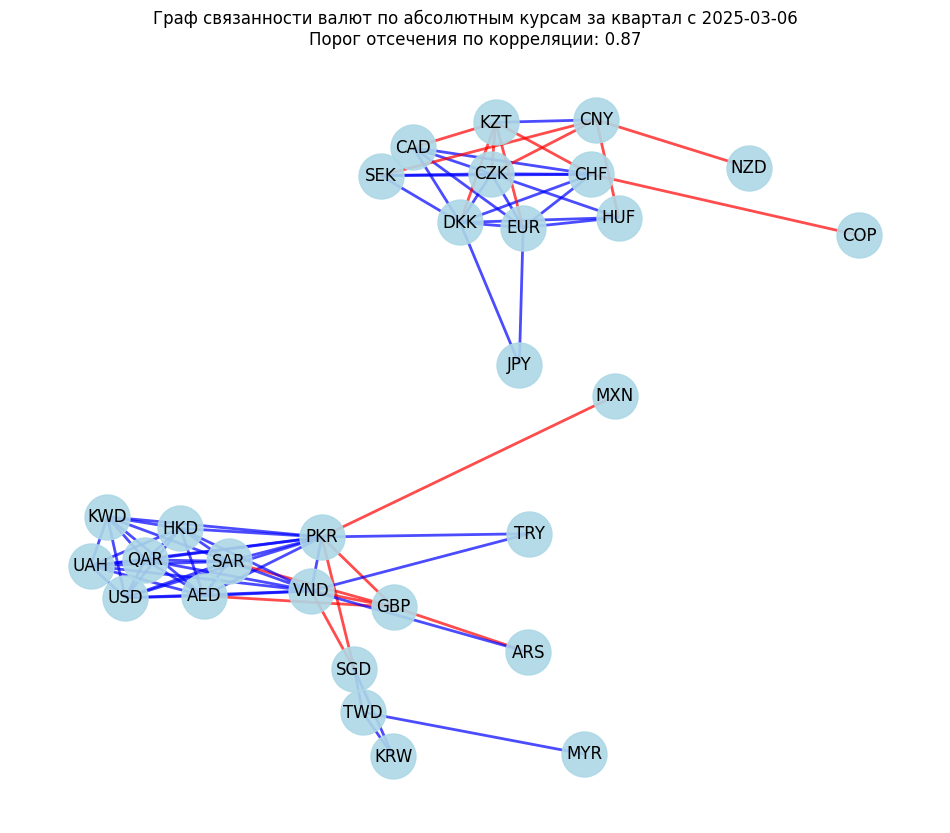 Граф связанности валют по абсолютным курсам за квартал с 2025-03-06
Порог отсечения по корреляции: 0.87
KZT
CNY
CAD
NZD
SEK
CZK
CHF
DKK
EUR
HUF
COP
JPY
MXN
KWD
HKD
PKR
TRY
UAH
QAR
SAR
USD
AED
VND
GBP
ARS
SGD
TWD
KRW
MYR